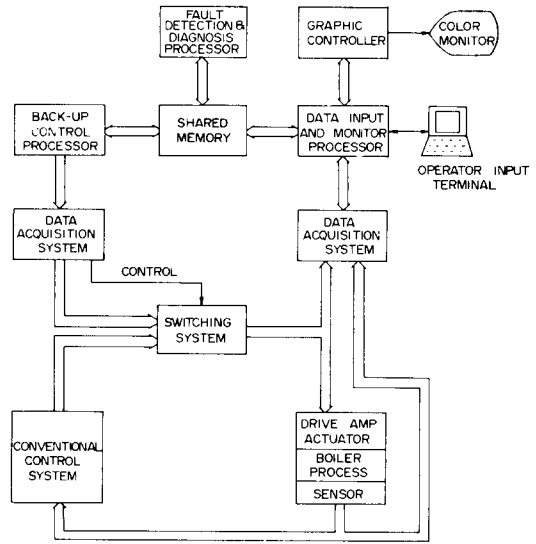 FAULT
DETECTION &
DIAGNOSIS
PROCESSOR
GRAPHIC
CONTROLLER
COLOR
MONITOR
BACK-UP
CONTROL
PROCESSOR
SHARED
MEMORY
DATA INPUT
AND MONITOR
PROCESSOR
OPERATOR INPUT
TERMINAL
DATA
ACQUISITION
SYSTEM
DATA
ACQUISITION
SYSTEM
CONTROL
SWITCHING
SYSTEM
CONVENTIONAL
CONTROL
SYSTEM
DRIVE AMP
ACTUATOR
BOILER
PROCESS
SENSOR